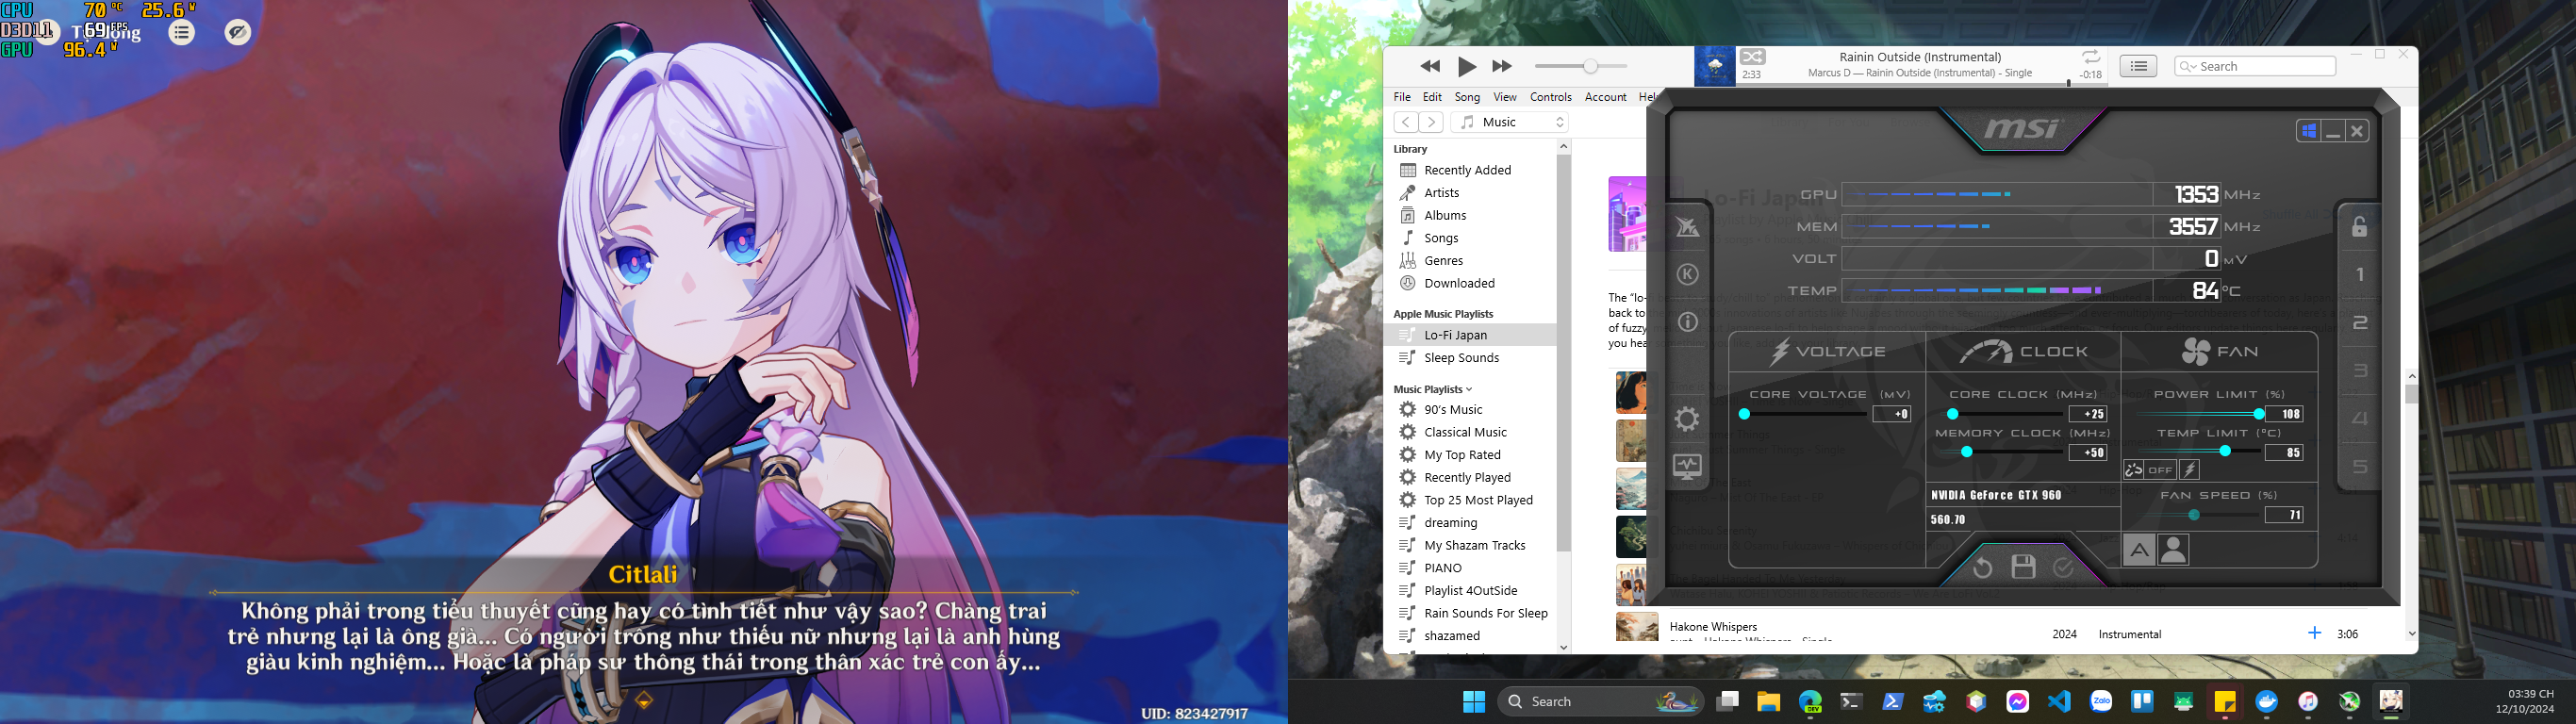 CPU 70 °C 25.6 W
D3D11 69 FPS
GPU 96.4 W
Citlali
Không phải trong tiểu thuyết cũng hay có tình tiết như vậy sao? Chàng trai
trẻ nhưng lại là ông già... Có người trông như thiếu nữ nhưng lại là anh hùng
giàu kinh nghiệm... Hoặc là pháp sư thông thái trong thân xác trẻ con ấy...
UID: 823427917
Rainin Outside (Instrumental)
2:33
Marcus D — Rainin Outside (Instrumental) - Single
-0:18
Search
File Edit Song View Controls Account Help
Music
Library
Recently Added
Artists
Albums
Songs
Genres
Downloaded
Apple Music Playlists
Lo-Fi Japan
Sleep Sounds
Music Playlists
90's Music
Classical Music
My Top Rated
Recently Played
Top 25 Most Played
dreaming
My Shazam Tracks
PIANO
Playlist 4OutSide
Rain Sounds For Sleep
shazamed
Lo-Fi Japan
The "lo-
back to
of fuzzy
you hea
Hakone Whispers
2024 Instrumental 3:06
msi
GPU 1353 MHz
MEM 3557 MHz
VOLT 0 mV
TEMP 84 °C
K
1
2
3
4
5
VOLTAGE
CORE VOLTAGE (MV)
+0
CLOCK
CORE CLOCK (MHz)
+25
MEMORY CLOCK (MHz)
+50
NVIDIA GeForce GTX 960
560.70
FAN
POWER LIMIT (%)
108
TEMP LIMIT (°C)
85
OFF
FAN SPEED (%)
71
A
Search
DEV
Zalo
03:39 CH
12/10/2024